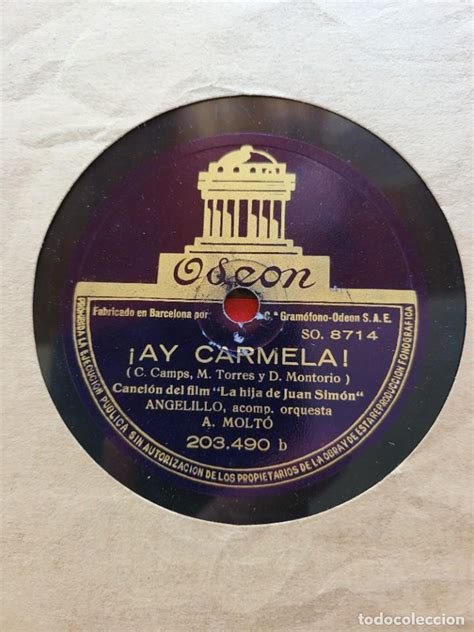 Odeon
Fabricado en Barcelona por C.ª Gramófono-Odeon S.A.E.
SO. 8714
¡AY CARMELA!
( C. Camps, M. Torres y D. Montorio )
Canción del film "La hija de Juan Simón"
ANGELILLO, acomp. orquesta
A. MOLTÓ
203.490 b
PROHIBIDA LA EJECUCIÓN PUBLICA SIN AUTORIZACION DE LOS PROPIETARIOS DE LA OBRA Y DE ESTA REPRODUCCION FONOGRAFICA
todocoleccion